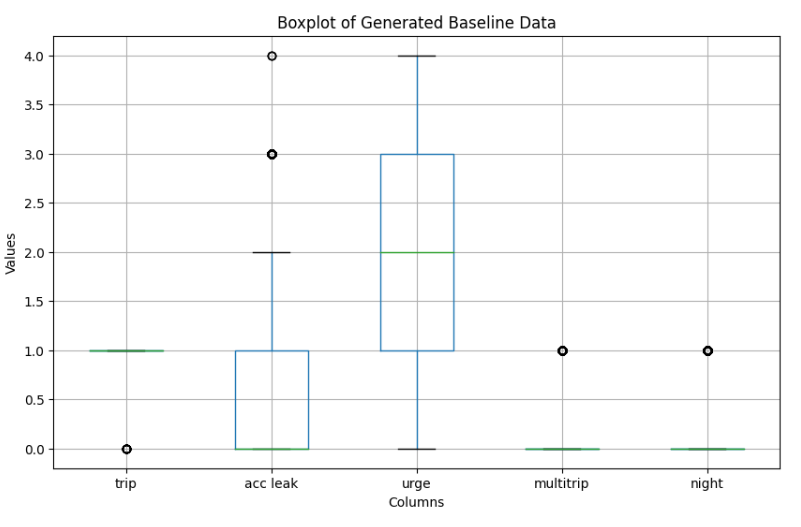 Boxplot of Generated Baseline Data
Values
4.0
3.5
3.0
2.5
2.0
1.5
1.0
0.5
0.0
trip acc leak urge multitrip night
Columns